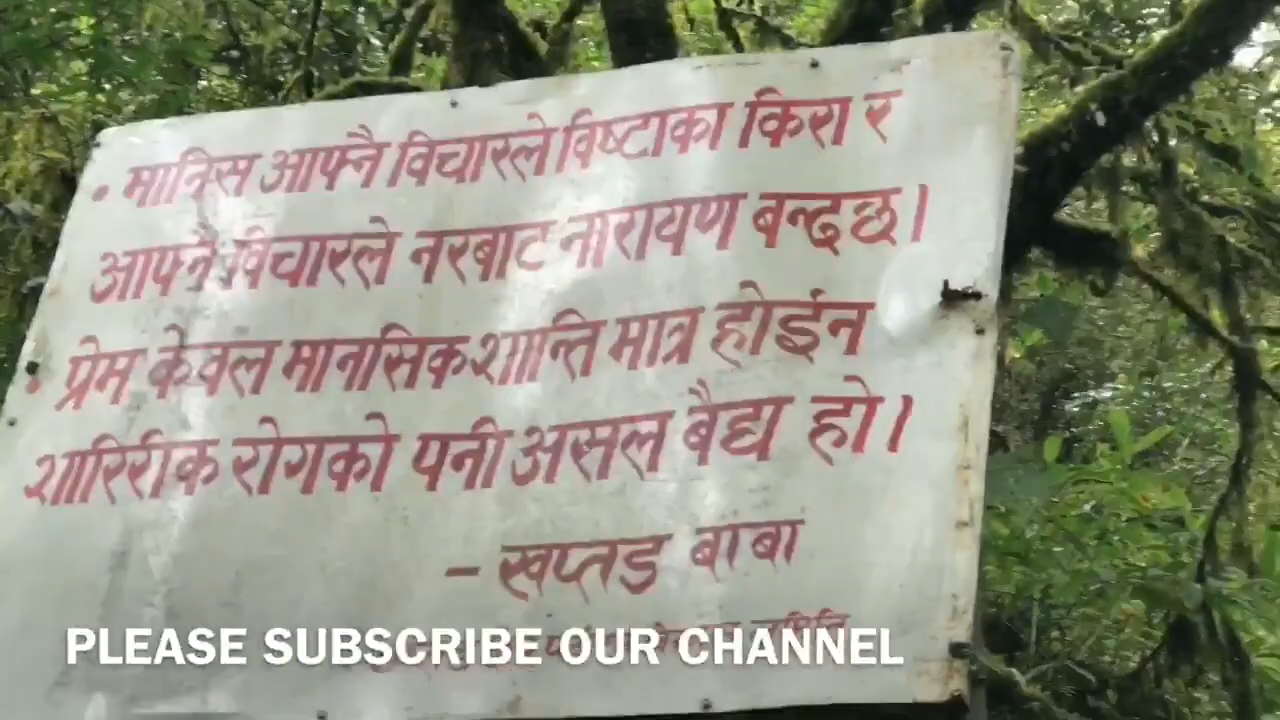 • मानिस आफ्नै विचारले विष्टाका किरा र
आफ्नै विचारले नरबाट नारायण बन्दछ।
• प्रेम केवल मानसिक शान्ति मात्र होइंन
शारिरीक रोगको पनी असल बैद्य हो।
- खप्तड बाबा
PLEASE SUBSCRIBE OUR CHANNEL